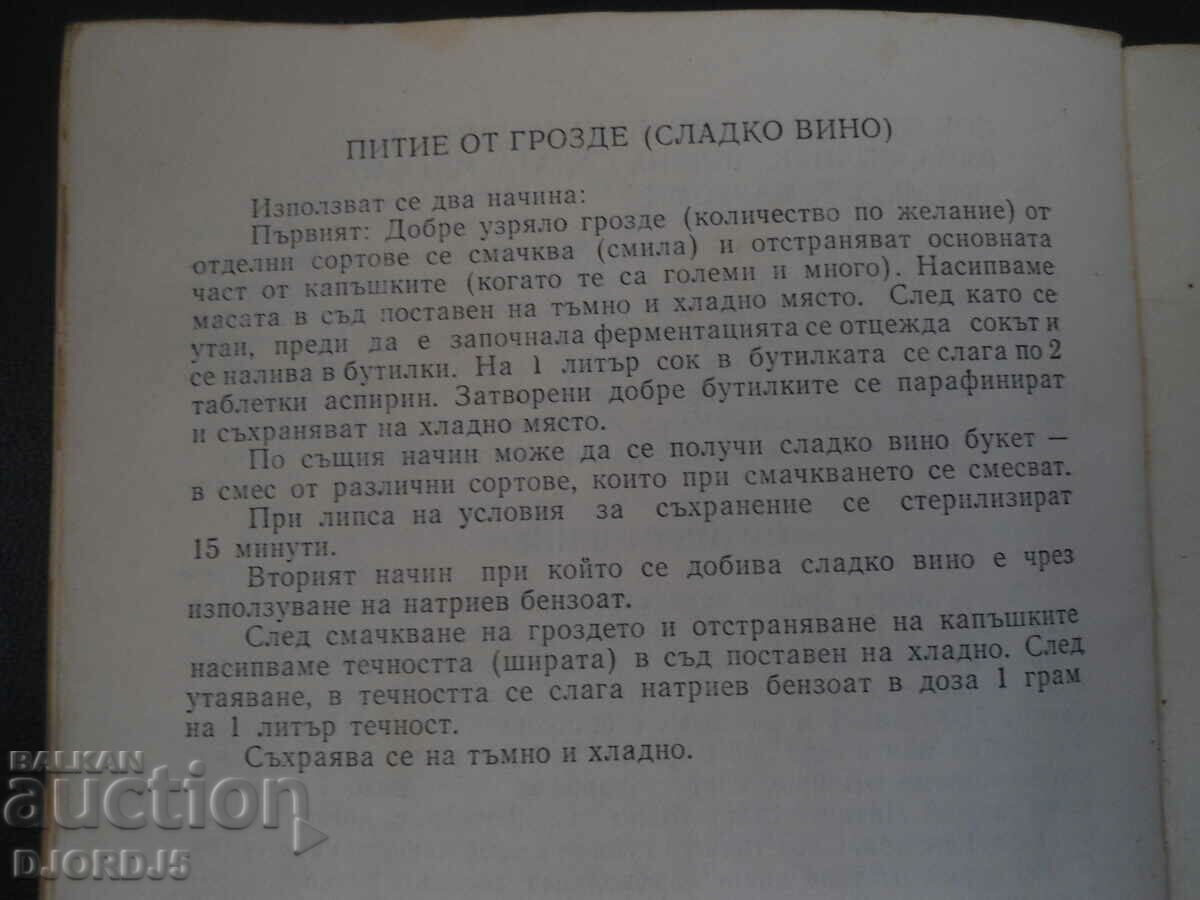 ПИТИЕ ОТ ГРОЗДЕ (СЛАДКО ВИНО)
Използват се два начина:
Първият: Добре узряло грозде (количество по желание) от
отделни сортове се смачква (смила) и отстраняват основната
част от капъшките (когато те са големи и много). Насипваме
масата в съд поставен на тъмно и хладно място. След като се
утаи, преди да е започнала ферментацията се отцежда сокът и
се налива в бутилки. На 1 литър сок в бутилката се слага по 2
таблетки аспирин. Затворени добре бутилките се парафинират
и съхраняват на хладно място.
По същия начин може да се получи сладко вино букет —
в смес от различни сортове, които при смачкването се смесват.
При липса на условия за съхранение се стерилизират
15 минути.
Вторият начин при който се добива сладко вино е чрез
използуване на натриев бензоат.
След смачкване на гроздето и отстраняване на капъшките
насипваме течността (ширата) в съд поставен на хладно. След
утаяване, в течността се слага натриев бензоат в доза 1 грам
на 1 литър течност.
Съхраява се на тъмно и хладно.
BALKAN
auction
DJORDJ5